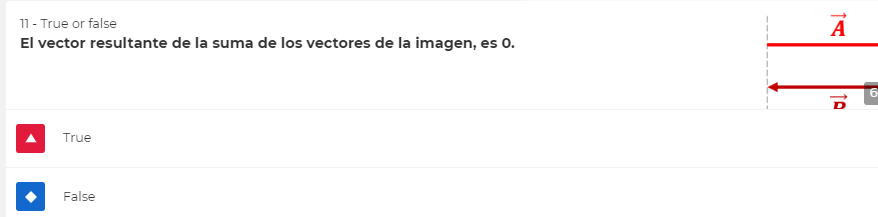 11 - True or false
El vector resultante de la suma de los vectores de la imagen, es 0.
A
True
False